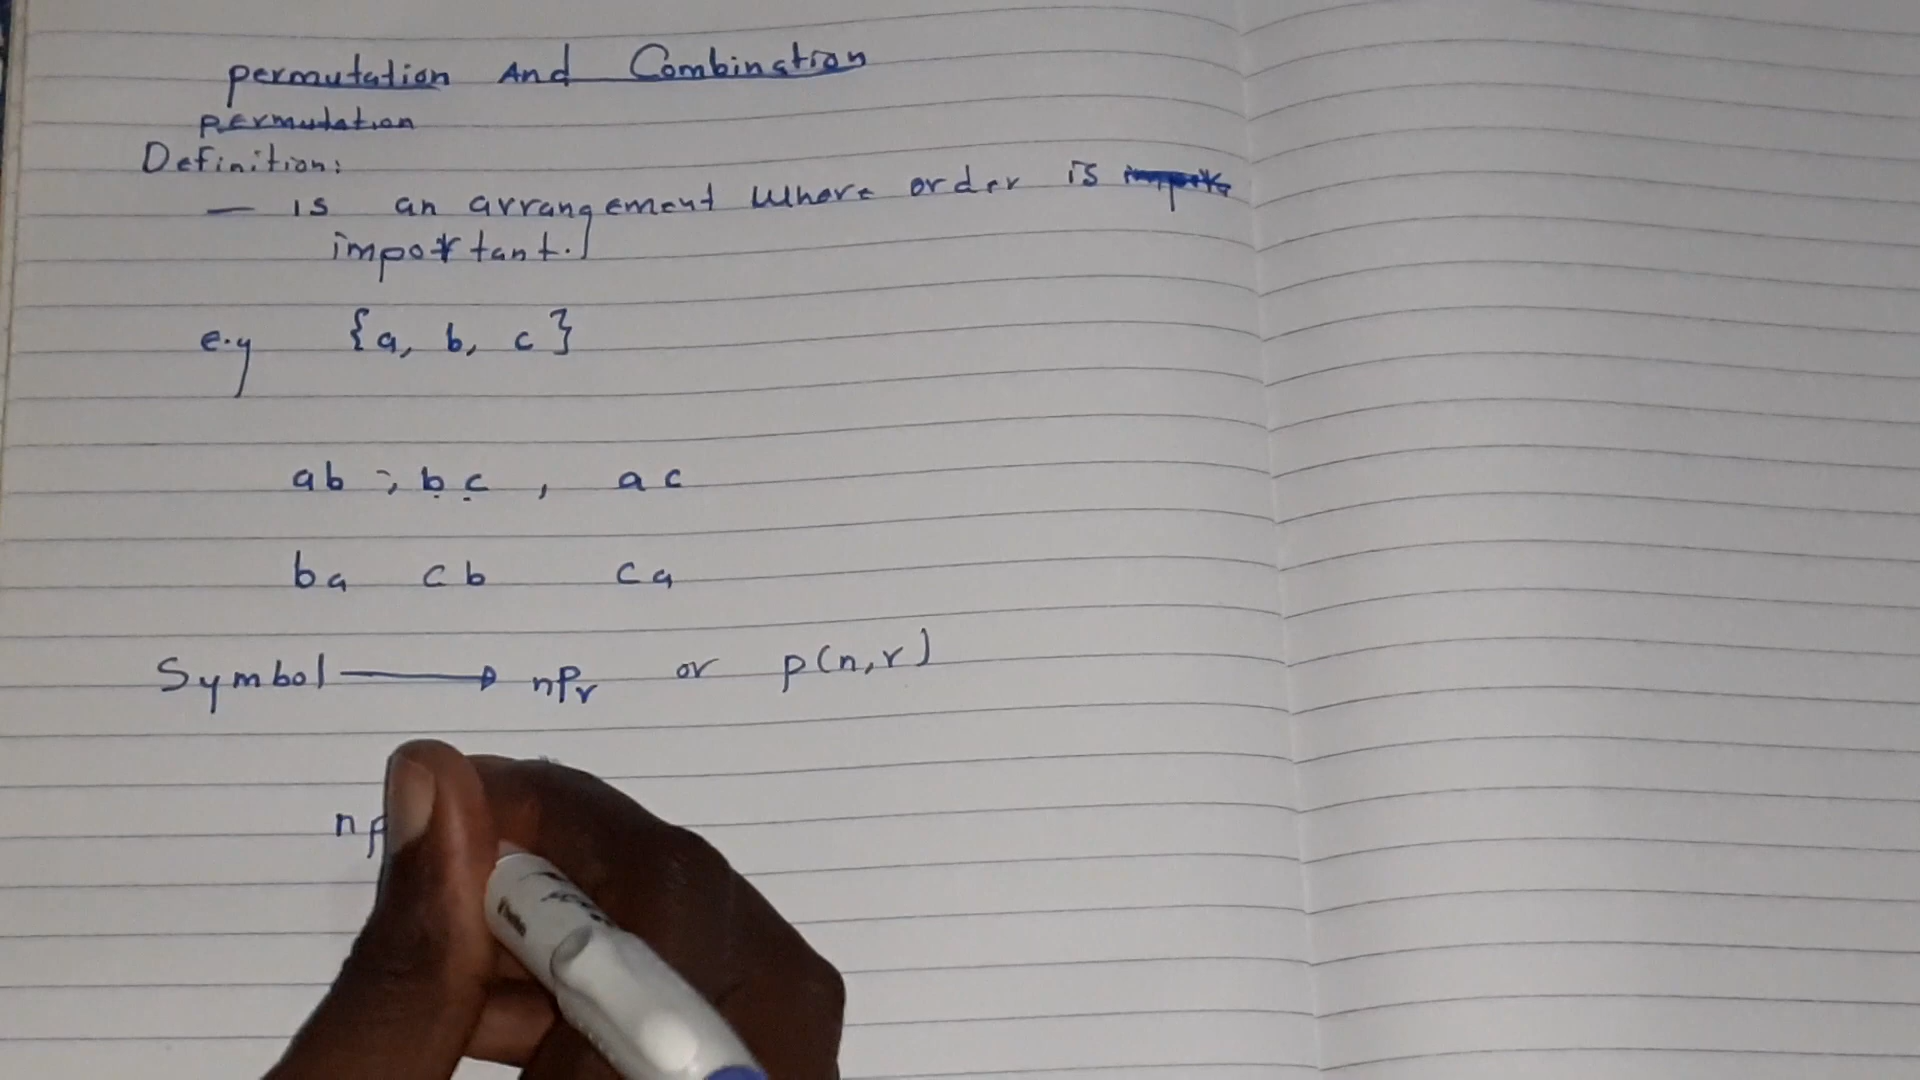 permutation And Combination
permutation
Definition:
— is an arrangement where order is
important.
e.g {a, b, c}
ab, bc, ac
ba cb ca
Symbol → nPr or p(n,r)
np